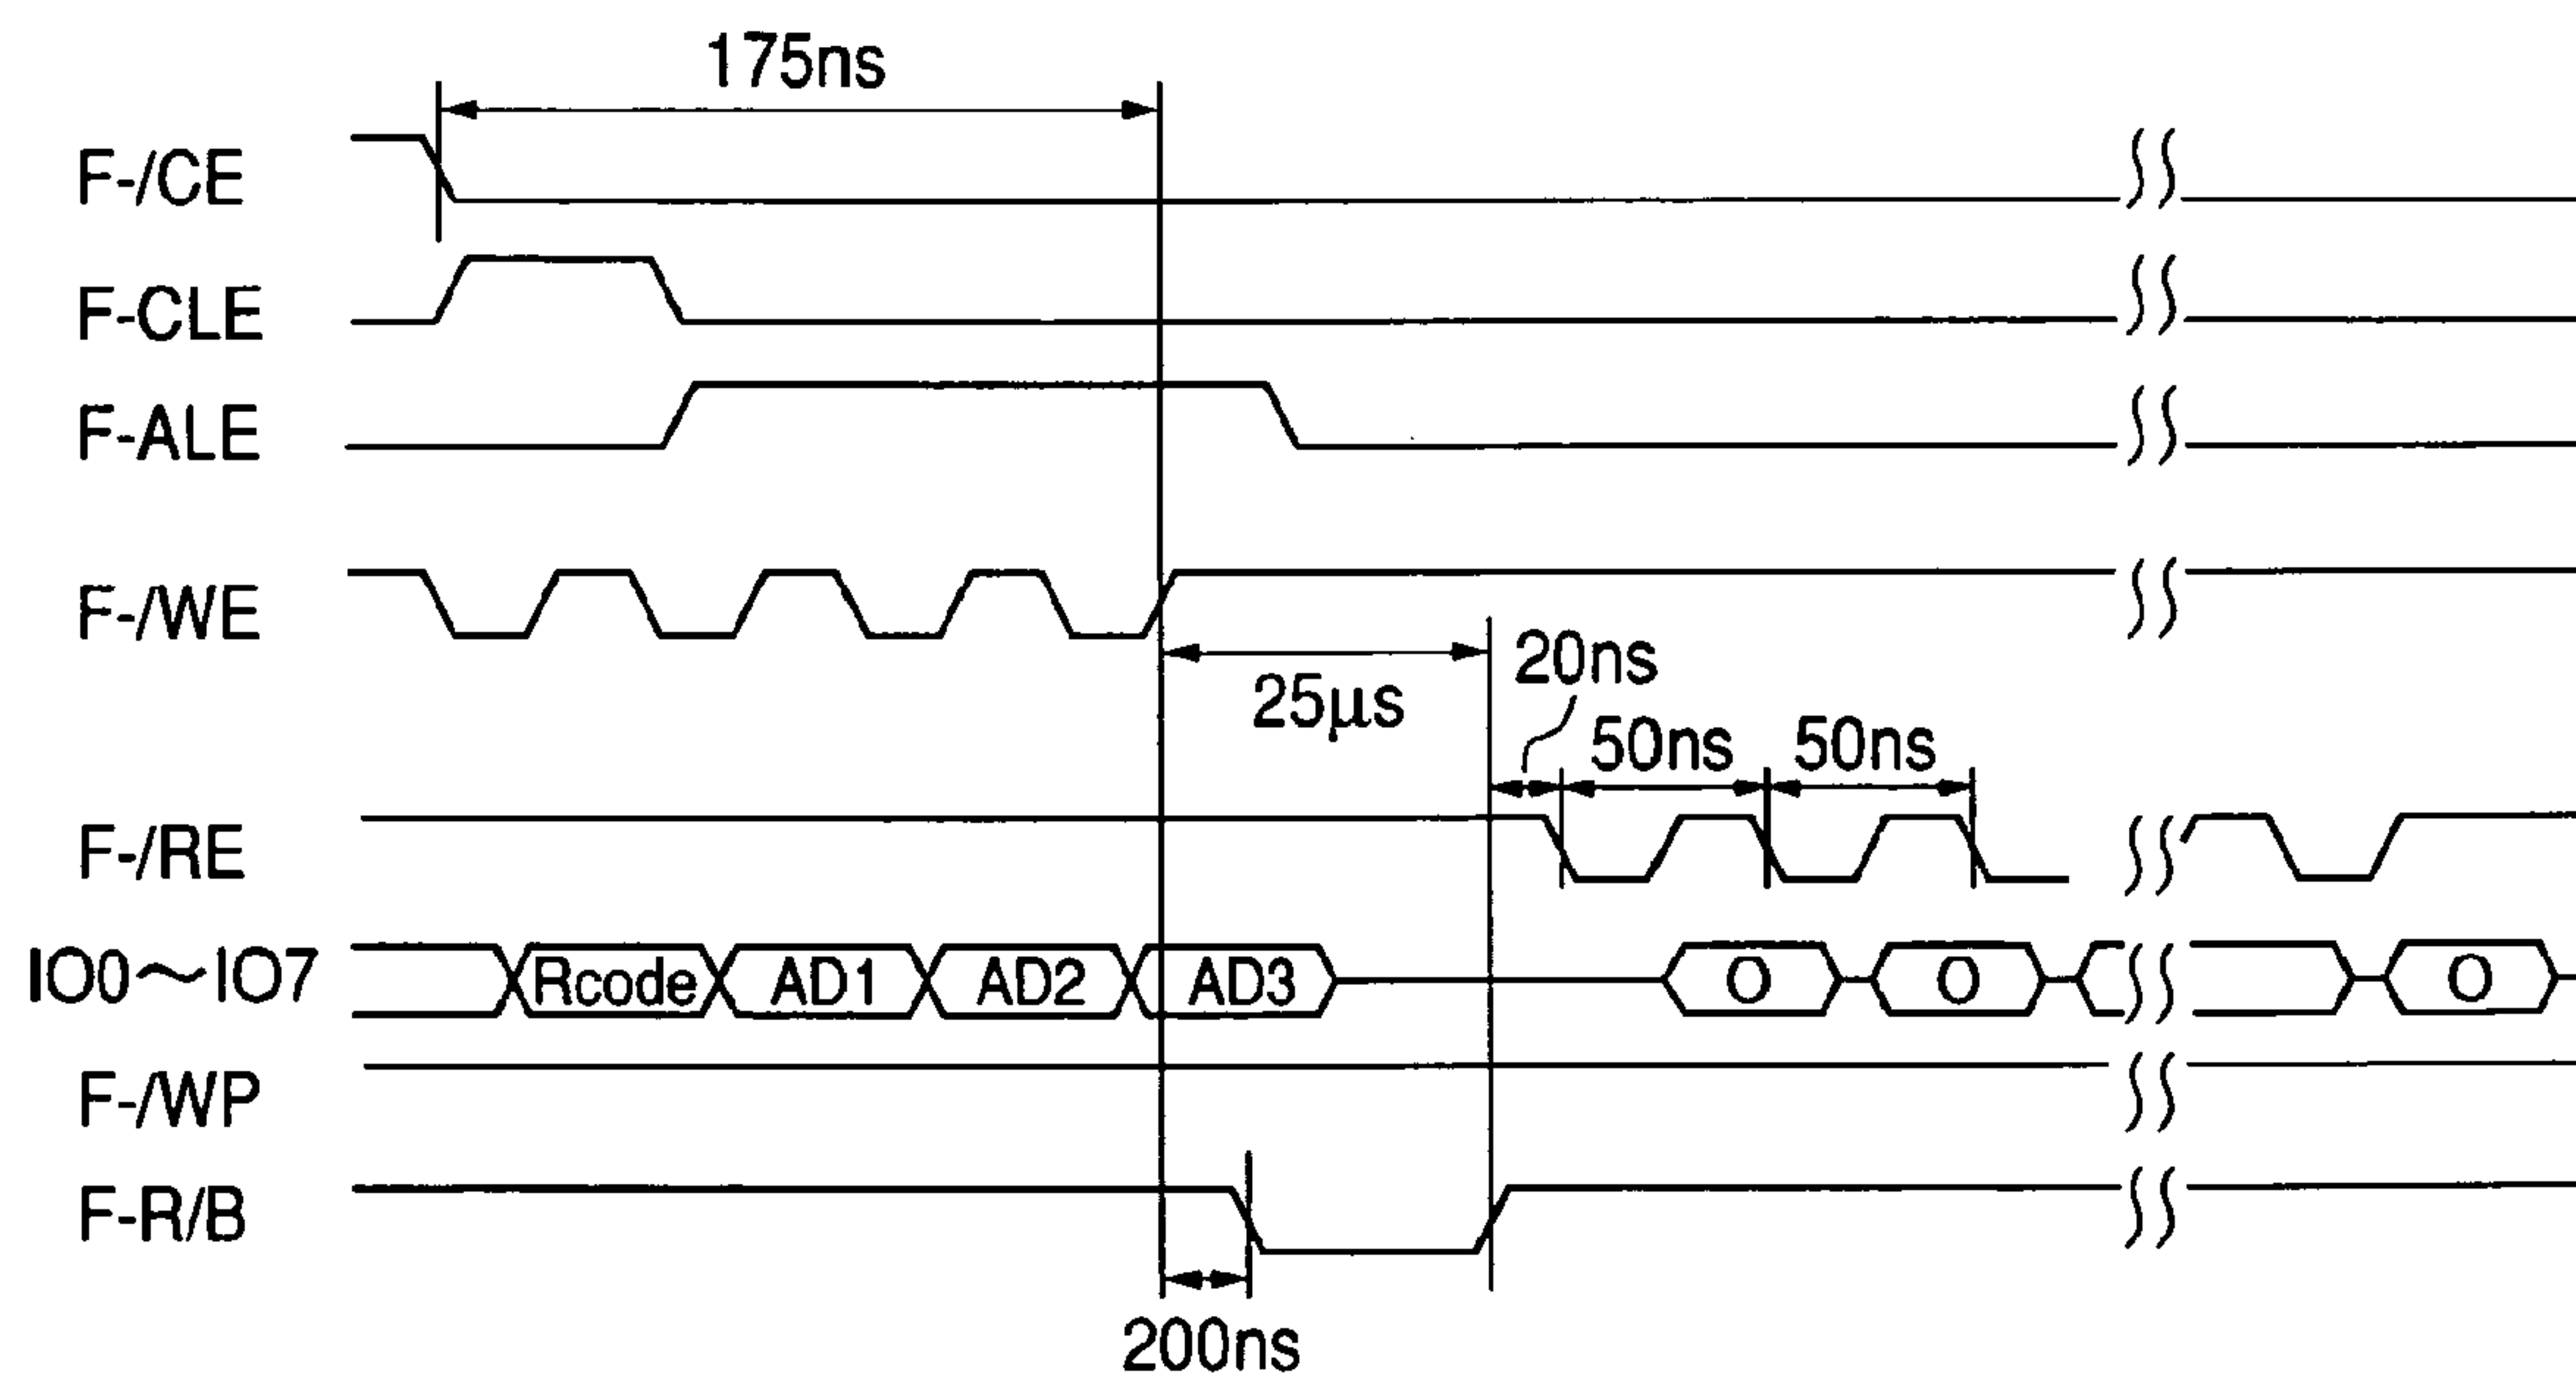 175ns
F-/CE
F-CLE
F-ALE
F-/WE
25μs
20ns
50ns 50ns
F-/RE
IO0~IO7 Rcode AD1 AD2 AD3 O O O
F-/WP
F-R/B
200ns